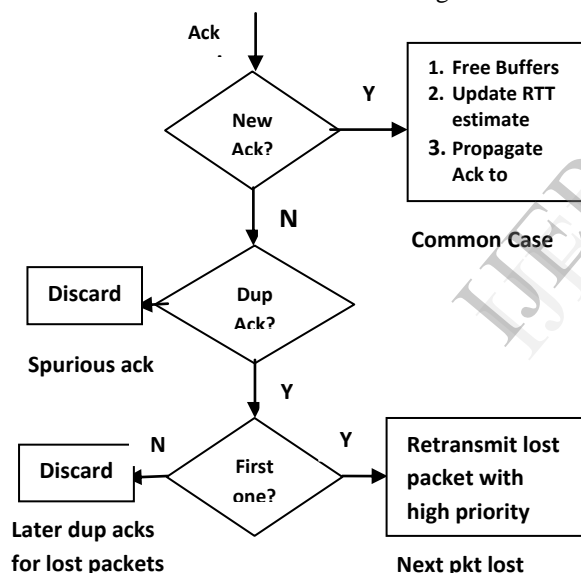 Ack
New
Ack?
Y
1. Free Buffers
2. Update RTT
estimate
3. Propagate
Ack to
Common Case
N
Dup
Ack?
Discard
Spurious ack
Y
First
one?
N
Discard
Later dup acks
for lost packets
Y
Retransmit lost
packet with
high priority
Next pkt lost